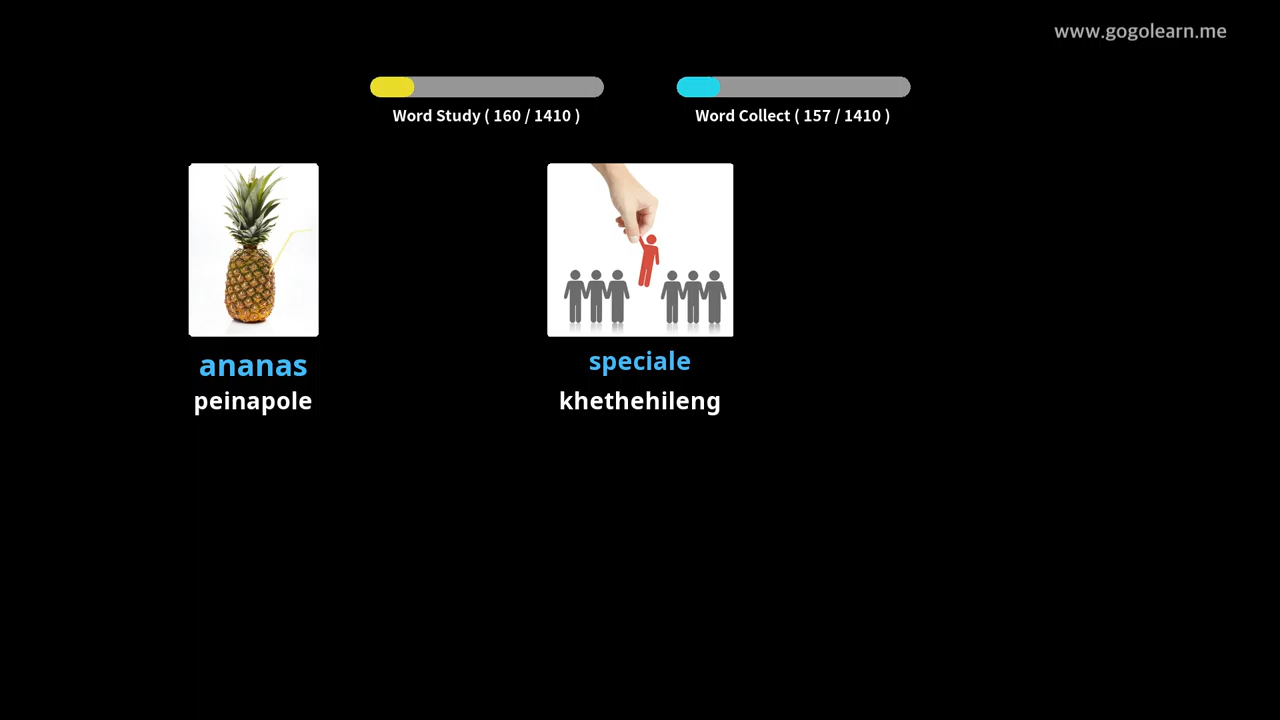 www.gogolearn.me
Word Study ( 160 / 1410 )
Word Collect ( 157 / 1410 )
ananas
peinapole
speciale
khethehileng